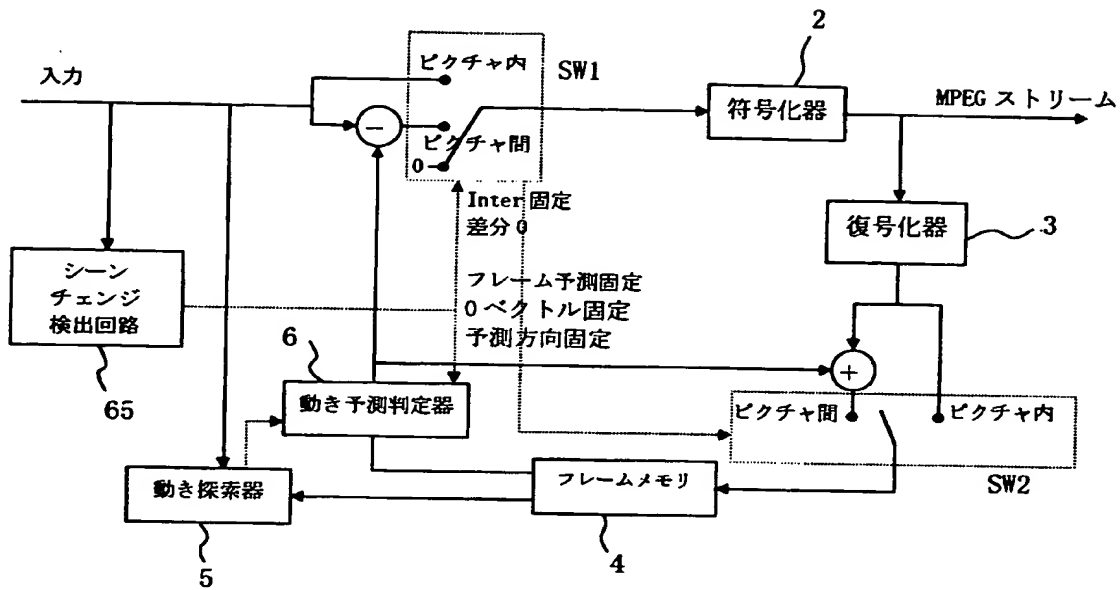 入力
ピクチャ内
SW1
2
符号化器
MPEG ストリーム
−
ピクチャ間
0
Inter 固定
差分 0
復号化器
3
シーン
チェンジ
検出回路
65
フレーム予測固定
0 ベクトル固定
予測方向固定
6
動き予測判定器
+
ピクチャ間
ピクチャ内
SW2
動き探索器
5
フレームメモリ
4